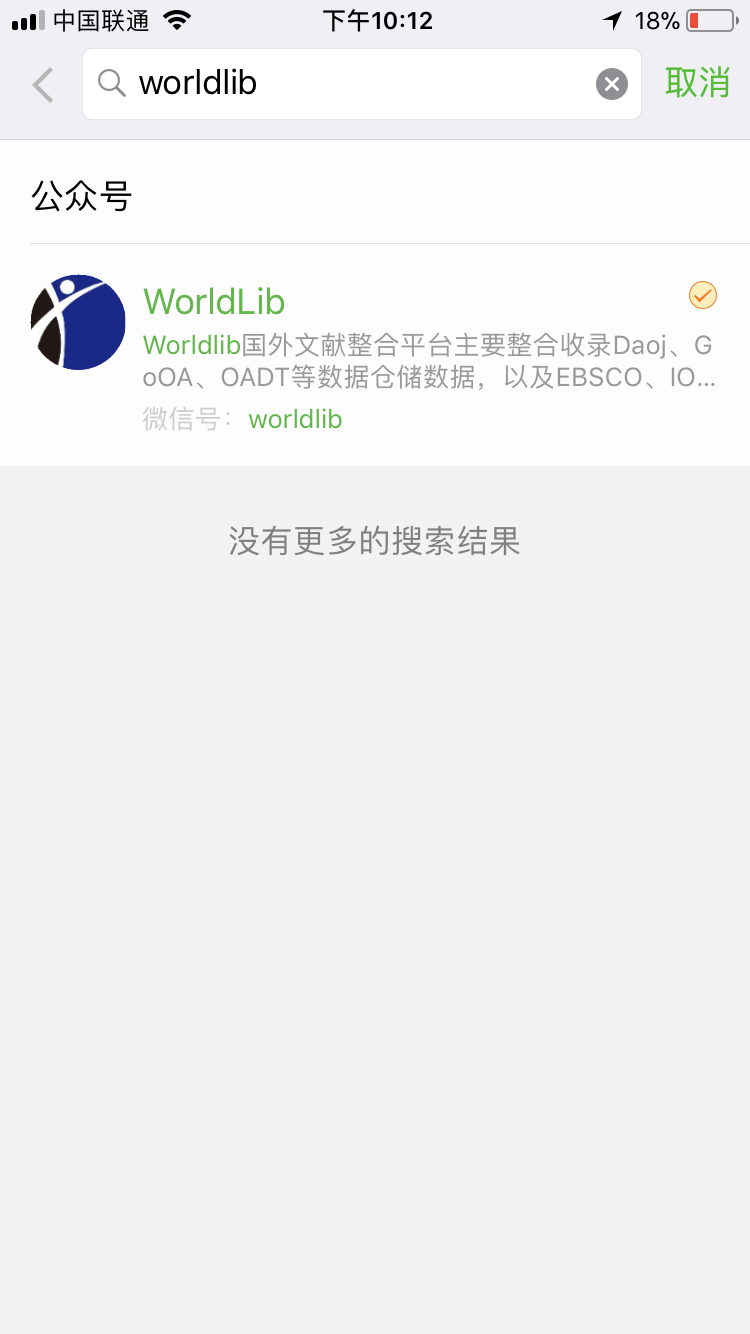 中国联通 下午10:12 18%
worldlib 取消
公众号
WorldLib
Worldlib国外文献整合平台主要整合收录Daoj、G
oOA、OADT等数据仓储数据，以及EBSCO、IO...
微信号： worldlib
没有更多的搜索结果